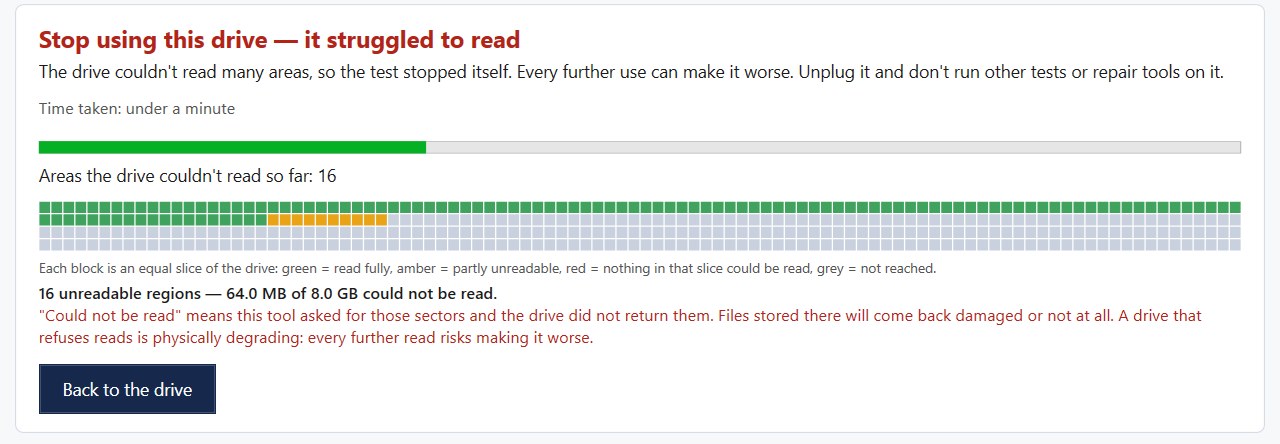 Stop using this drive — it struggled to read
The drive couldn't read many areas, so the test stopped itself. Every further use can make it worse. Unplug it and don't run other tests or repair tools on it.
Time taken: under a minute
Areas the drive couldn't read so far: 16
Each block is an equal slice of the drive: green = read fully, amber = partly unreadable, red = nothing in that slice could be read, grey = not reached.
16 unreadable regions — 64.0 MB of 8.0 GB could not be read.
"Could not be read" means this tool asked for those sectors and the drive did not return them. Files stored there will come back damaged or not at all. A drive that
refuses reads is physically degrading: every further read risks making it worse.
Back to the drive